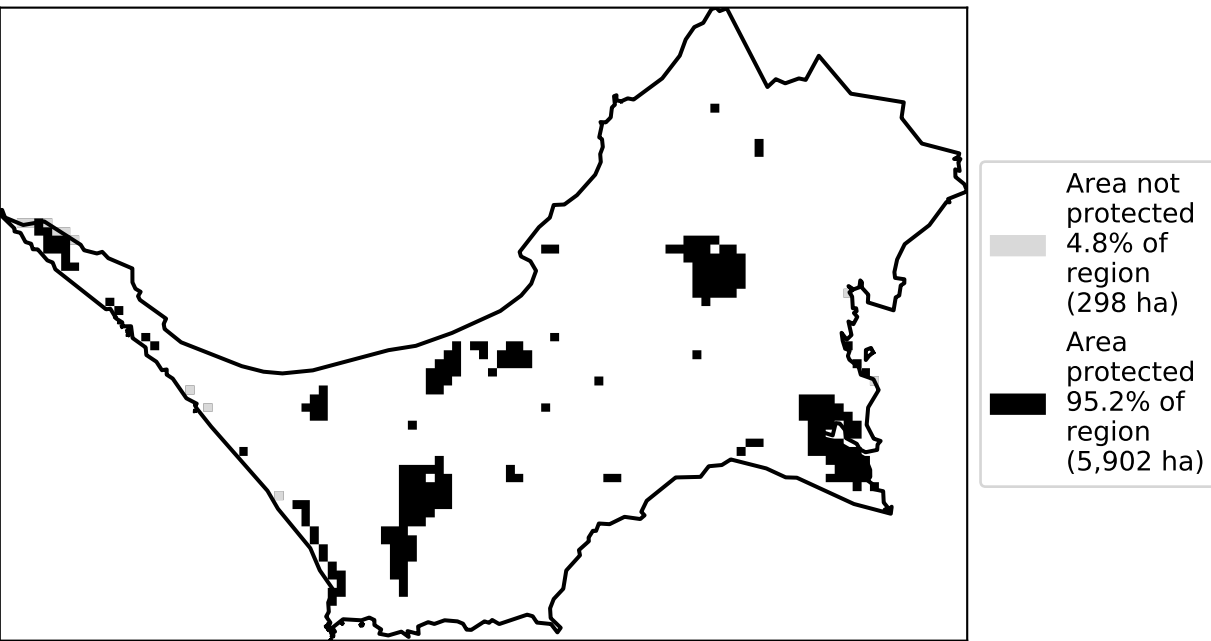 Area not
protected
4.8% of
region
(298 ha)
Area
protected
95.2% of
region
(5,902 ha)